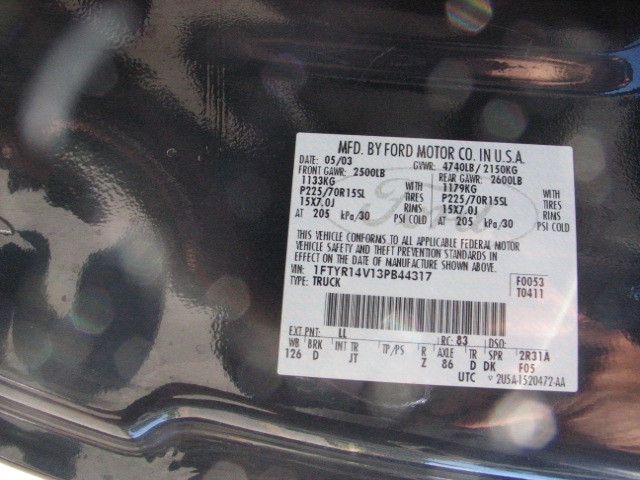 MFD. BY FORD MOTOR CO. IN U.S.A.
DATE: 05/03 GVWR: 4740LB/ 2150KG
FRONT GAWR: 2500LB REAR GAWR: 2600LB
1133KG WITH 1179KG WITH
P225/70R15SL TIRES P225/70R15SL TIRES
15X7.0J RIMS 15X7.0J RIMS
AT 205 kPa/30 PSI COLD AT 205 kPa/30 PSI COLD
THIS VEHICLE CONFORMS TO ALL APPLICABLE FEDERAL MOTOR
VEHICLE SAFETY AND THEFT PREVENTION STANDARDS IN
EFFECT ON THE DATE OF MANUFACTURE SHOWN ABOVE.
VIN: 1FTYR14V13PB44317 F0053
TYPE: TRUCK T0411
EXT PNT: LL RC: 83 DSO:
WB BRK INT TR TP/PS R AXLE TR SPR 2R31A
126 D JT Z 86 D DK F05
UTC 2USA-1520472-AA
Ford